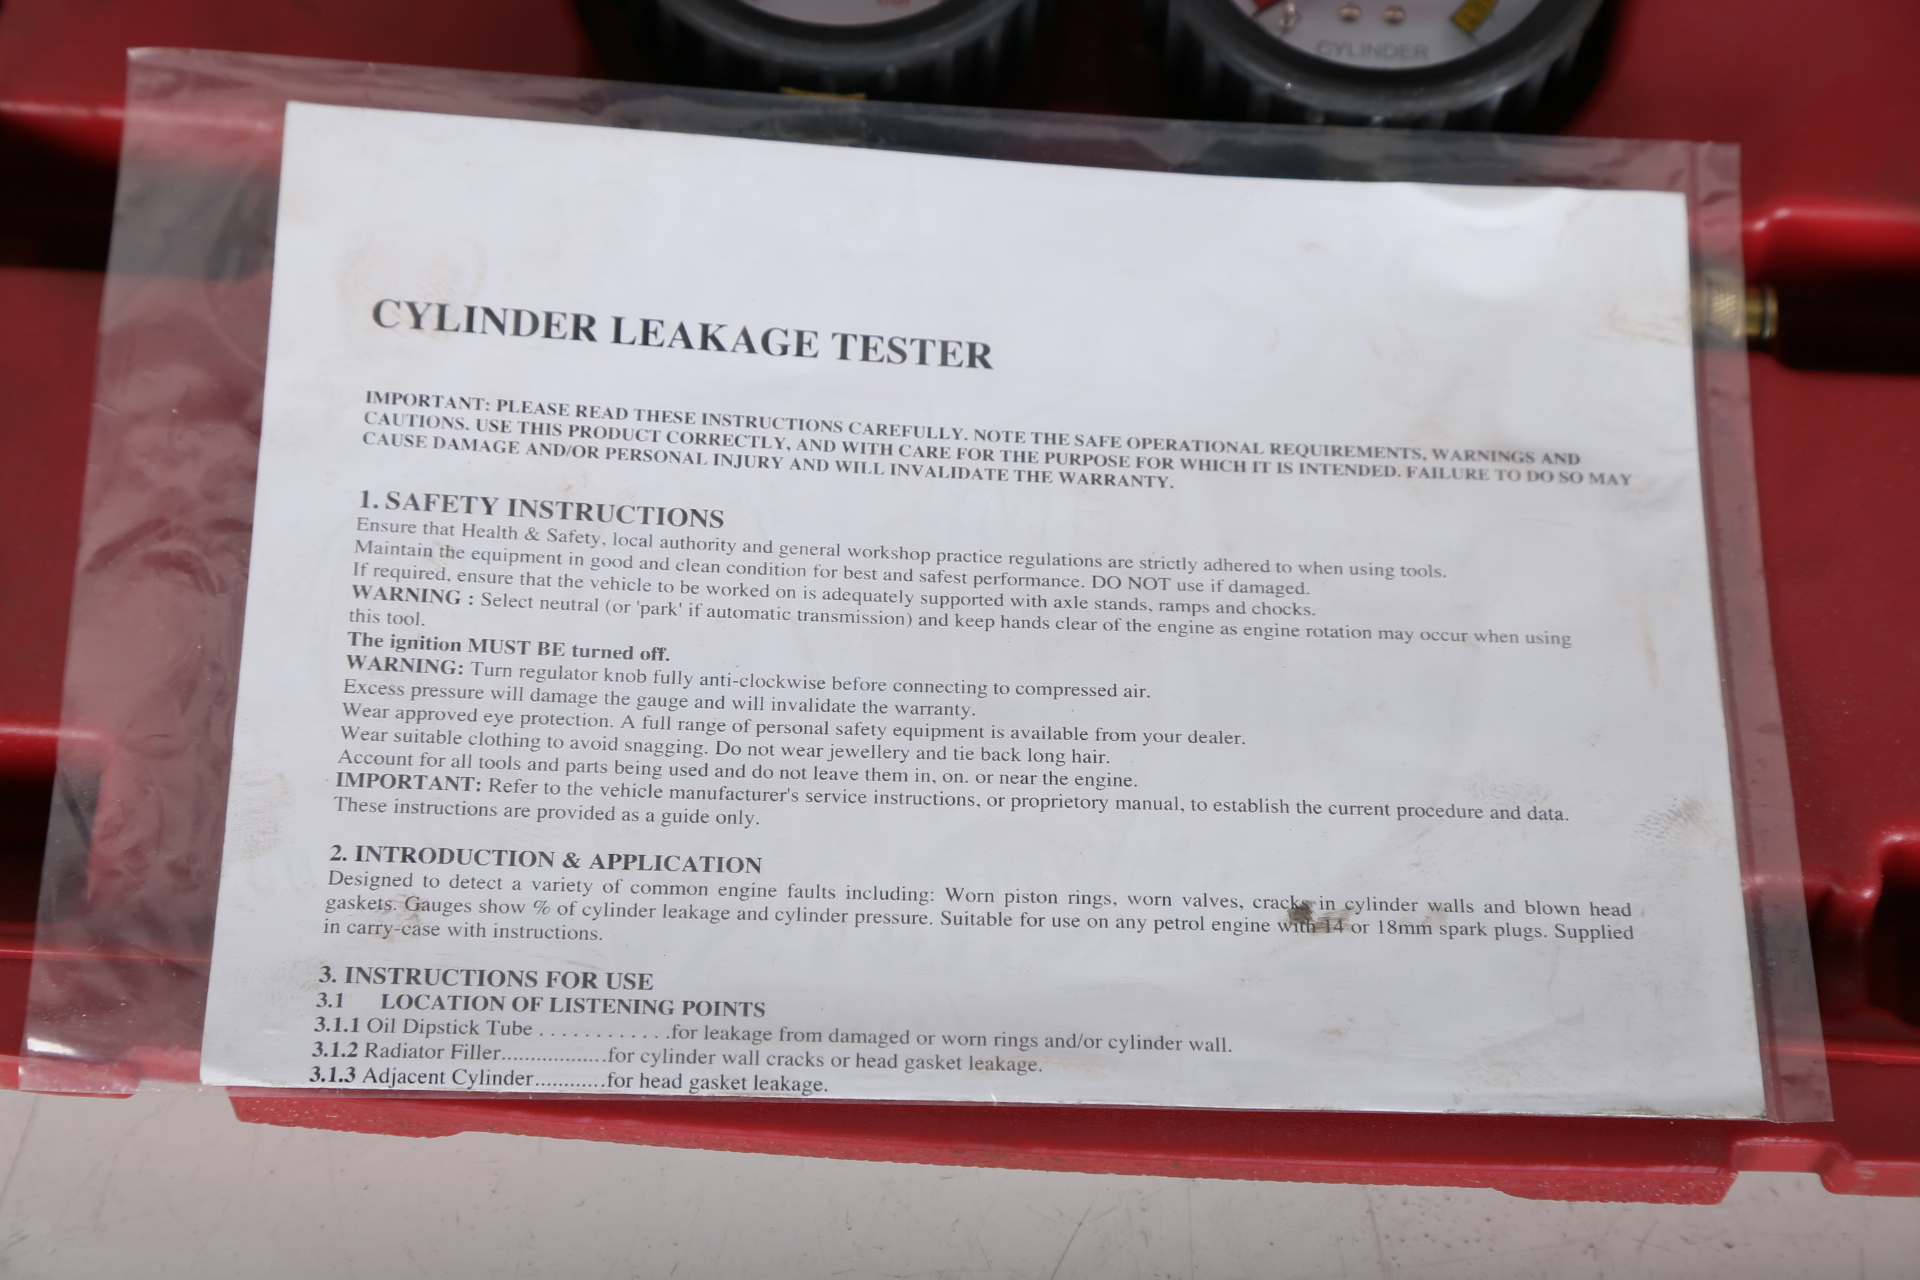 CYLINDER
CYLINDER LEAKAGE TESTER
IMPORTANT: PLEASE READ THESE INSTRUCTIONS CAREFULLY. NOTE THE SAFE OPERATIONAL REQUIREMENTS, WARNINGS AND
CAUTIONS. USE THIS PRODUCT CORRECTLY, AND WITH CARE FOR THE PURPOSE FOR WHICH IT IS INTENDED. FAILURE TO DO SO MAY
CAUSE DAMAGE AND/OR PERSONAL INJURY AND WILL INVALIDATE THE WARRANTY.
1. SAFETY INSTRUCTIONS
Ensure that Health & Safety, local authority and general workshop practice regulations are strictly adhered to when using tools.
Maintain the equipment in good and clean condition for best and safest performance. DO NOT use if damaged.
If required, ensure that the vehicle to be worked on is adequately supported with axle stands, ramps and chocks.
WARNING : Select neutral (or 'park' if automatic transmission) and keep hands clear of the engine as engine rotation may occur when using
this tool.
The ignition MUST BE turned off.
WARNING: Turn regulator knob fully anti-clockwise before connecting to compressed air.
Excess pressure will damage the gauge and will invalidate the warranty.
Wear approved eye protection. A full range of personal safety equipment is available from your dealer.
Wear suitable clothing to avoid snagging. Do not wear jewellery and tie back long hair.
Account for all tools and parts being used and do not leave them in, on. or near the engine.
IMPORTANT: Refer to the vehicle manufacturer's service instructions, or proprietory manual, to establish the current procedure and data.
These instructions are provided as a guide only.
2. INTRODUCTION & APPLICATION
Designed to detect a variety of common engine faults including: Worn piston rings, worn valves, cracks in cylinder walls and blown head
gaskets. Gauges show % of cylinder leakage and cylinder pressure. Suitable for use on any petrol engine with 14 or 18mm spark plugs. Supplied
in carry-case with instructions.
3. INSTRUCTIONS FOR USE
3.1 LOCATION OF LISTENING POINTS
3.1.1 Oil Dipstick Tube . . . . . . . . . . . .for leakage from damaged or worn rings and/or cylinder wall.
3.1.2 Radiator Filler..................for cylinder wall cracks or head gasket leakage.
3.1.3 Adjacent Cylinder............for head gasket leakage.